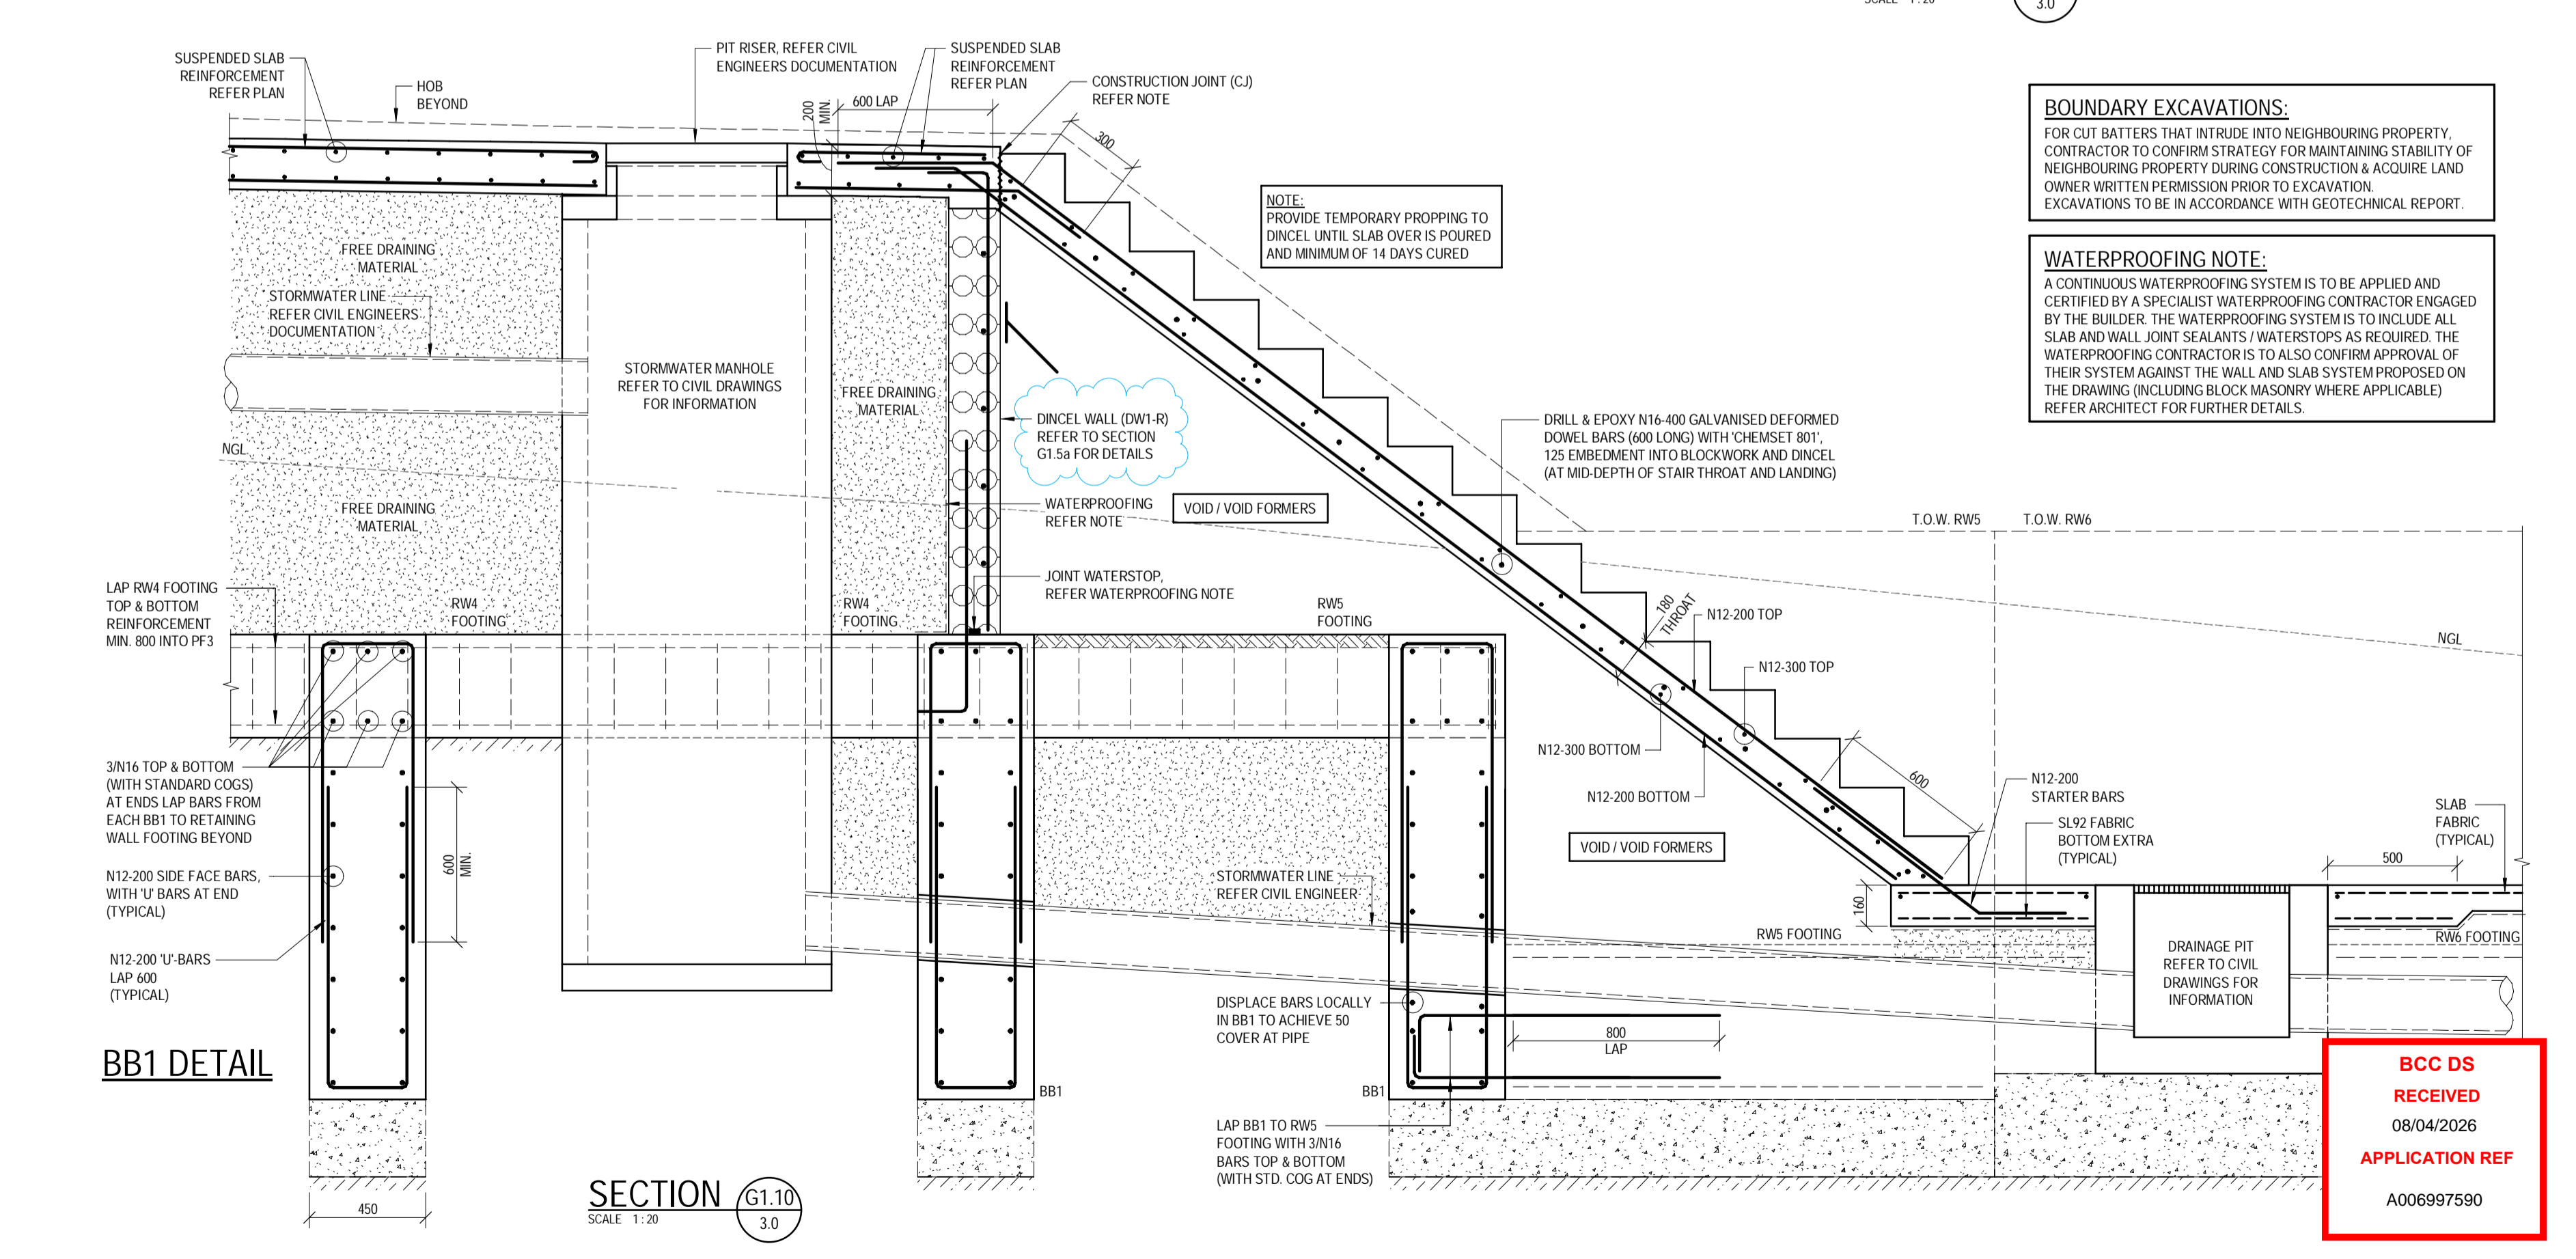 SCALE 1 : 20
3.0
SUSPENDED SLAB
REINFORCEMENT
REFER PLAN
HOB
BEYOND
PIT RISER, REFER CIVIL
ENGINEERS DOCUMENTATION
200
MIN.
600 LAP
SUSPENDED SLAB
REINFORCEMENT
REFER PLAN
CONSTRUCTION JOINT (CJ)
REFER NOTE
300
NOTE:
PROVIDE TEMPORARY PROPPING TO
DINCEL UNTIL SLAB OVER IS POURED
AND MINIMUM OF 14 DAYS CURED
BOUNDARY EXCAVATIONS:
FOR CUT BATTERS THAT INTRUDE INTO NEIGHBOURING PROPERTY,
CONTRACTOR TO CONFIRM STRATEGY FOR MAINTAINING STABILITY OF
NEIGHBOURING PROPERTY DURING CONSTRUCTION & ACQUIRE LAND
OWNER WRITTEN PERMISSION PRIOR TO EXCAVATION.
EXCAVATIONS TO BE IN ACCORDANCE WITH GEOTECHNICAL REPORT.
WATERPROOFING NOTE:
A CONTINUOUS WATERPROOFING SYSTEM IS TO BE APPLIED AND
CERTIFIED BY A SPECIALIST WATERPROOFING CONTRACTOR ENGAGED
BY THE BUILDER. THE WATERPROOFING SYSTEM IS TO INCLUDE ALL
SLAB AND WALL JOINT SEALANTS / WATERSTOPS AS REQUIRED. THE
WATERPROOFING CONTRACTOR IS TO ALSO CONFIRM APPROVAL OF
THEIR SYSTEM AGAINST THE WALL AND SLAB SYSTEM PROPOSED ON
THE DRAWING (INCLUDING BLOCK MASONRY WHERE APPLICABLE)
REFER ARCHITECT FOR FURTHER DETAILS.
FREE DRAINING
MATERIAL
STORMWATER LINE
REFER CIVIL ENGINEERS
DOCUMENTATION
STORMWATER MANHOLE
REFER TO CIVIL DRAWINGS
FOR INFORMATION
FREE DRAINING
MATERIAL
DINCEL WALL (DW1-R)
REFER TO SECTION
G1.5a FOR DETAILS
DRILL & EPOXY N16-400 GALVANISED DEFORMED
DOWEL BARS (600 LONG) WITH 'CHEMSET 801',
125 EMBEDMENT INTO BLOCKWORK AND DINCEL
(AT MID-DEPTH OF STAIR THROAT AND LANDING)
NGL
FREE DRAINING
MATERIAL
WATERPROOFING
REFER NOTE
VOID / VOID FORMERS
T.O.W. RW5
T.O.W. RW6
JOINT WATERSTOP,
REFER WATERPROOFING NOTE
LAP RW4 FOOTING
TOP & BOTTOM
REINFORCEMENT
MIN. 800 INTO PF3
RW4
FOOTING
RW4
FOOTING
RW5
FOOTING
180
THROAT
N12-200 TOP
NGL
N12-300 TOP
N12-300 BOTTOM
N12-200 BOTTOM
600
3/N16 TOP & BOTTOM
(WITH STANDARD COGS)
AT ENDS LAP BARS FROM
EACH BB1 TO RETAINING
WALL FOOTING BEYOND
600
MIN.
N12-200 SIDE FACE BARS,
WITH 'U' BARS AT END
(TYPICAL)
N12-200 'U'-BARS
LAP 600
(TYPICAL)
VOID / VOID FORMERS
N12-200
STARTER BARS
SL92 FABRIC
BOTTOM EXTRA
(TYPICAL)
SLAB
FABRIC
(TYPICAL)
500
160
STORMWATER LINE
REFER CIVIL ENGINEER
RW5 FOOTING
RW6 FOOTING
DRAINAGE PIT
REFER TO CIVIL
DRAWINGS FOR
INFORMATION
DISPLACE BARS LOCALLY
IN BB1 TO ACHIEVE 50
COVER AT PIPE
800
LAP
BB1 DETAIL
BB1
BB1
LAP BB1 TO RW5
FOOTING WITH 3/N16
BARS TOP & BOTTOM
(WITH STD. COG AT ENDS)
450
SECTION
SCALE 1 : 20
G1.10
3.0
BCC DS
RECEIVED
08/04/2026
APPLICATION REF
A006997590